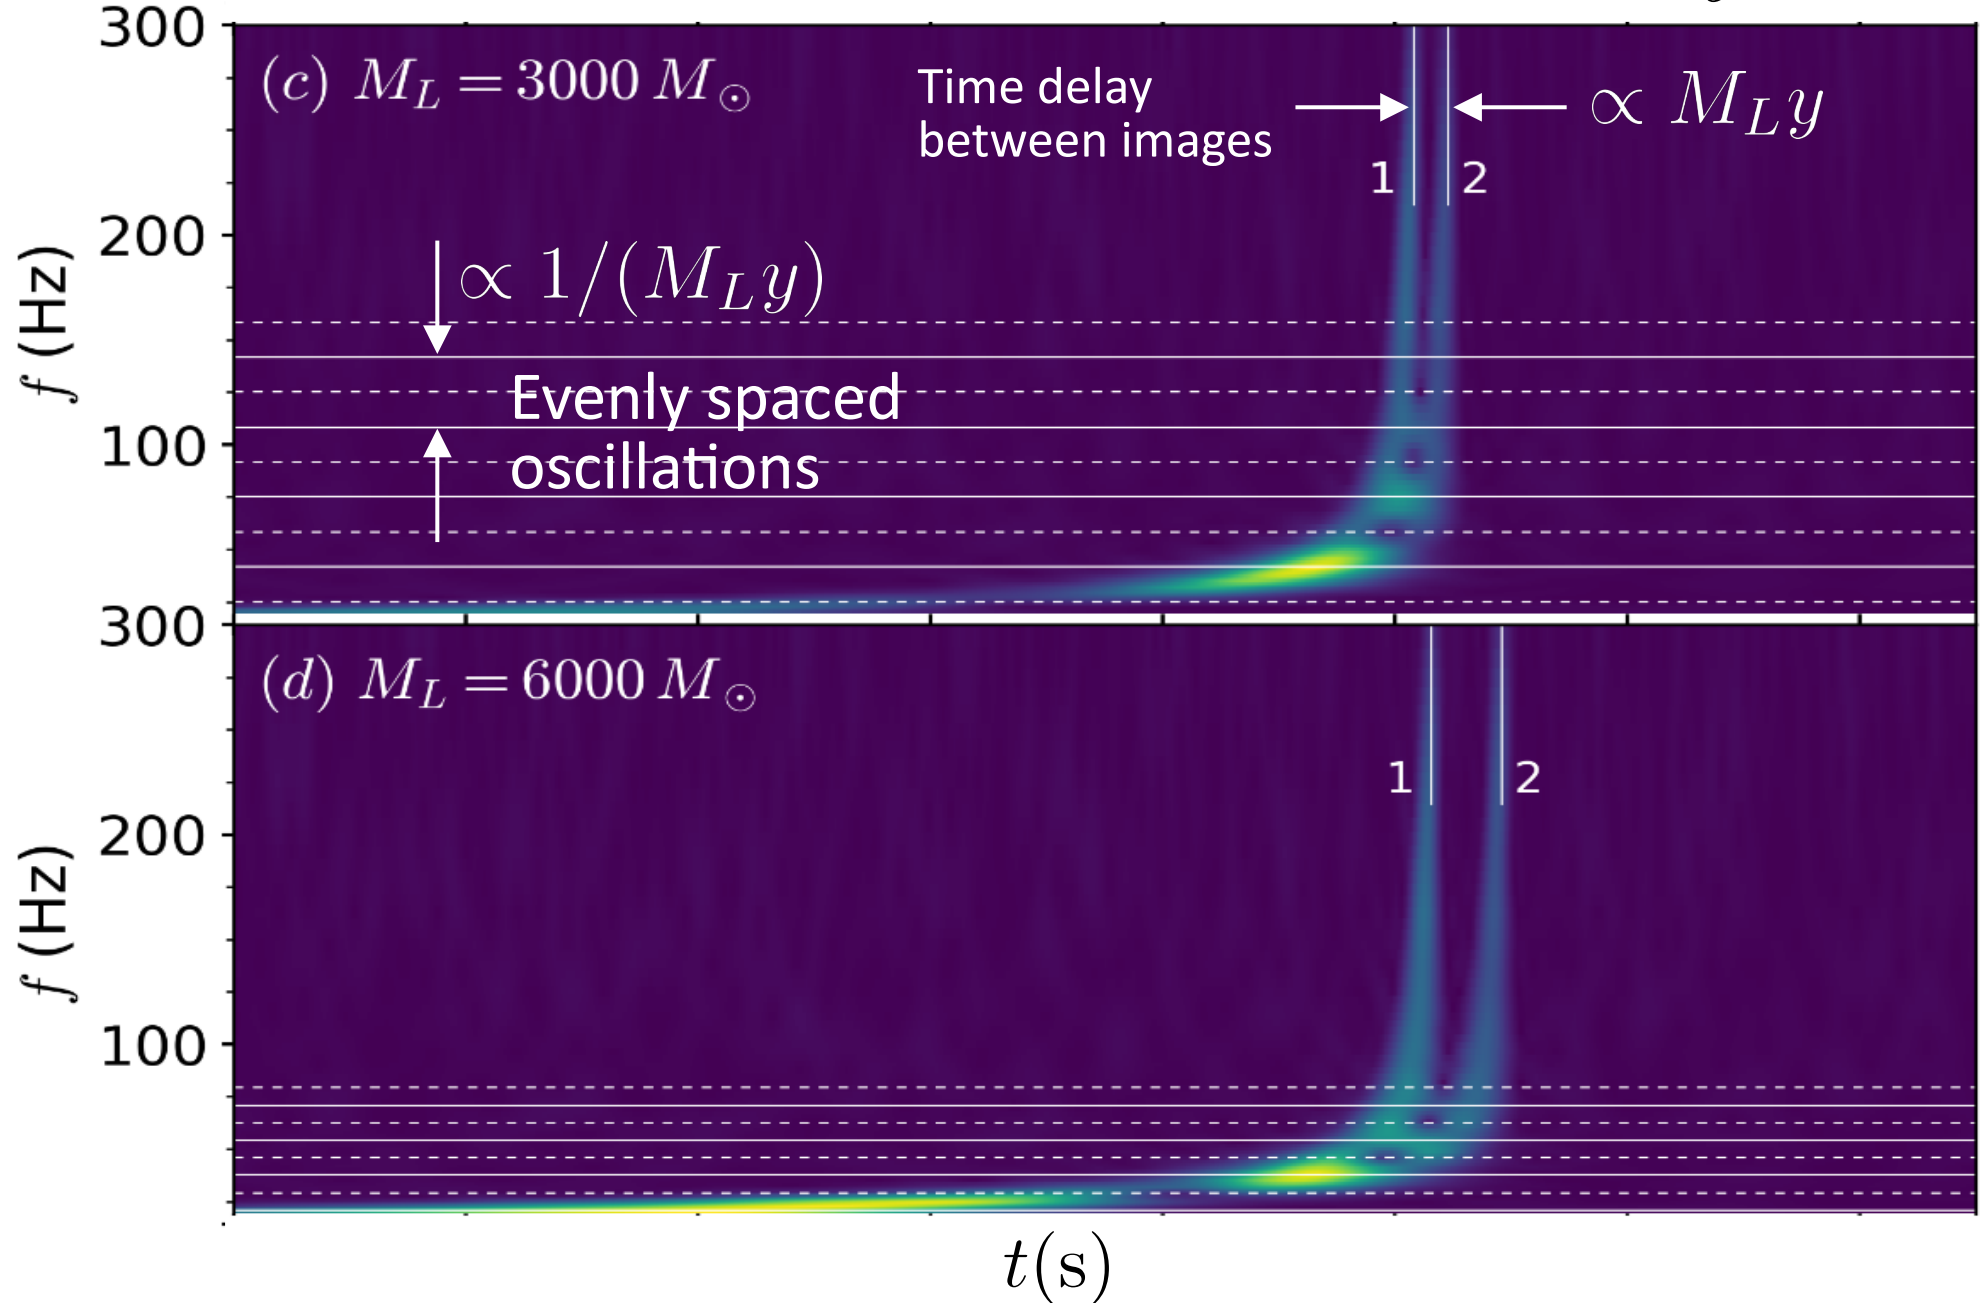 300
(c) M_L = 3000 M_☉
Time delay
between images
∝ M_L y
1
2
200
∝ 1/(M_L y)
f (Hz)
Evenly spaced
oscillations
100
300
(d) M_L = 6000 M_☉
1
2
200
f (Hz)
100
t(s)